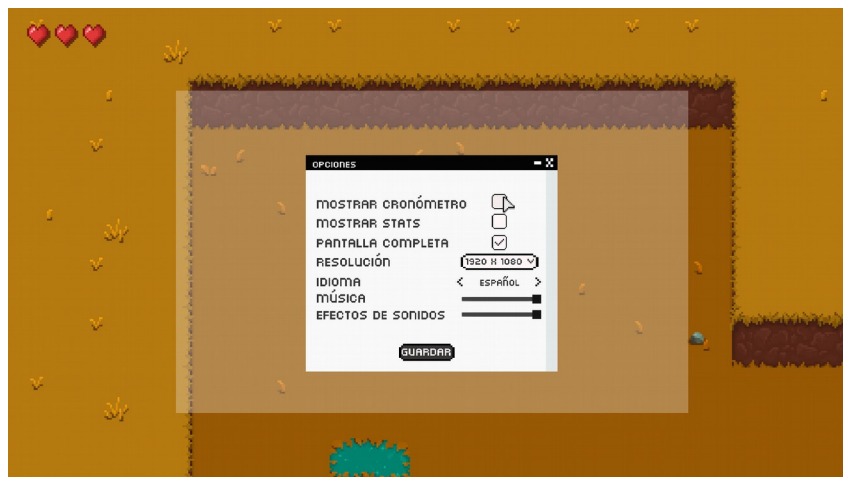 OPCIONES
MOSTRAR CRONÓMETRO
MOSTRAR STATS
PANTALLA COMPLETA
RESOLUCIÓN 1920 X 1080
IDIOMA < ESPAÑOL >
MÚSICA
EFECTOS DE SONIDOS
GUARDAR